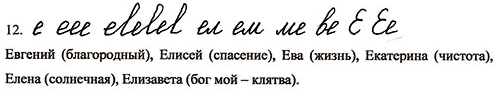 12. е еее еlеlеl ел ем ме ве Е Ее
Евгений (благородный), Елисей (спасение), Ева (жизнь), Екатерина (чистота),
Елена (солнечная), Елизавета (бог мой – клятва).